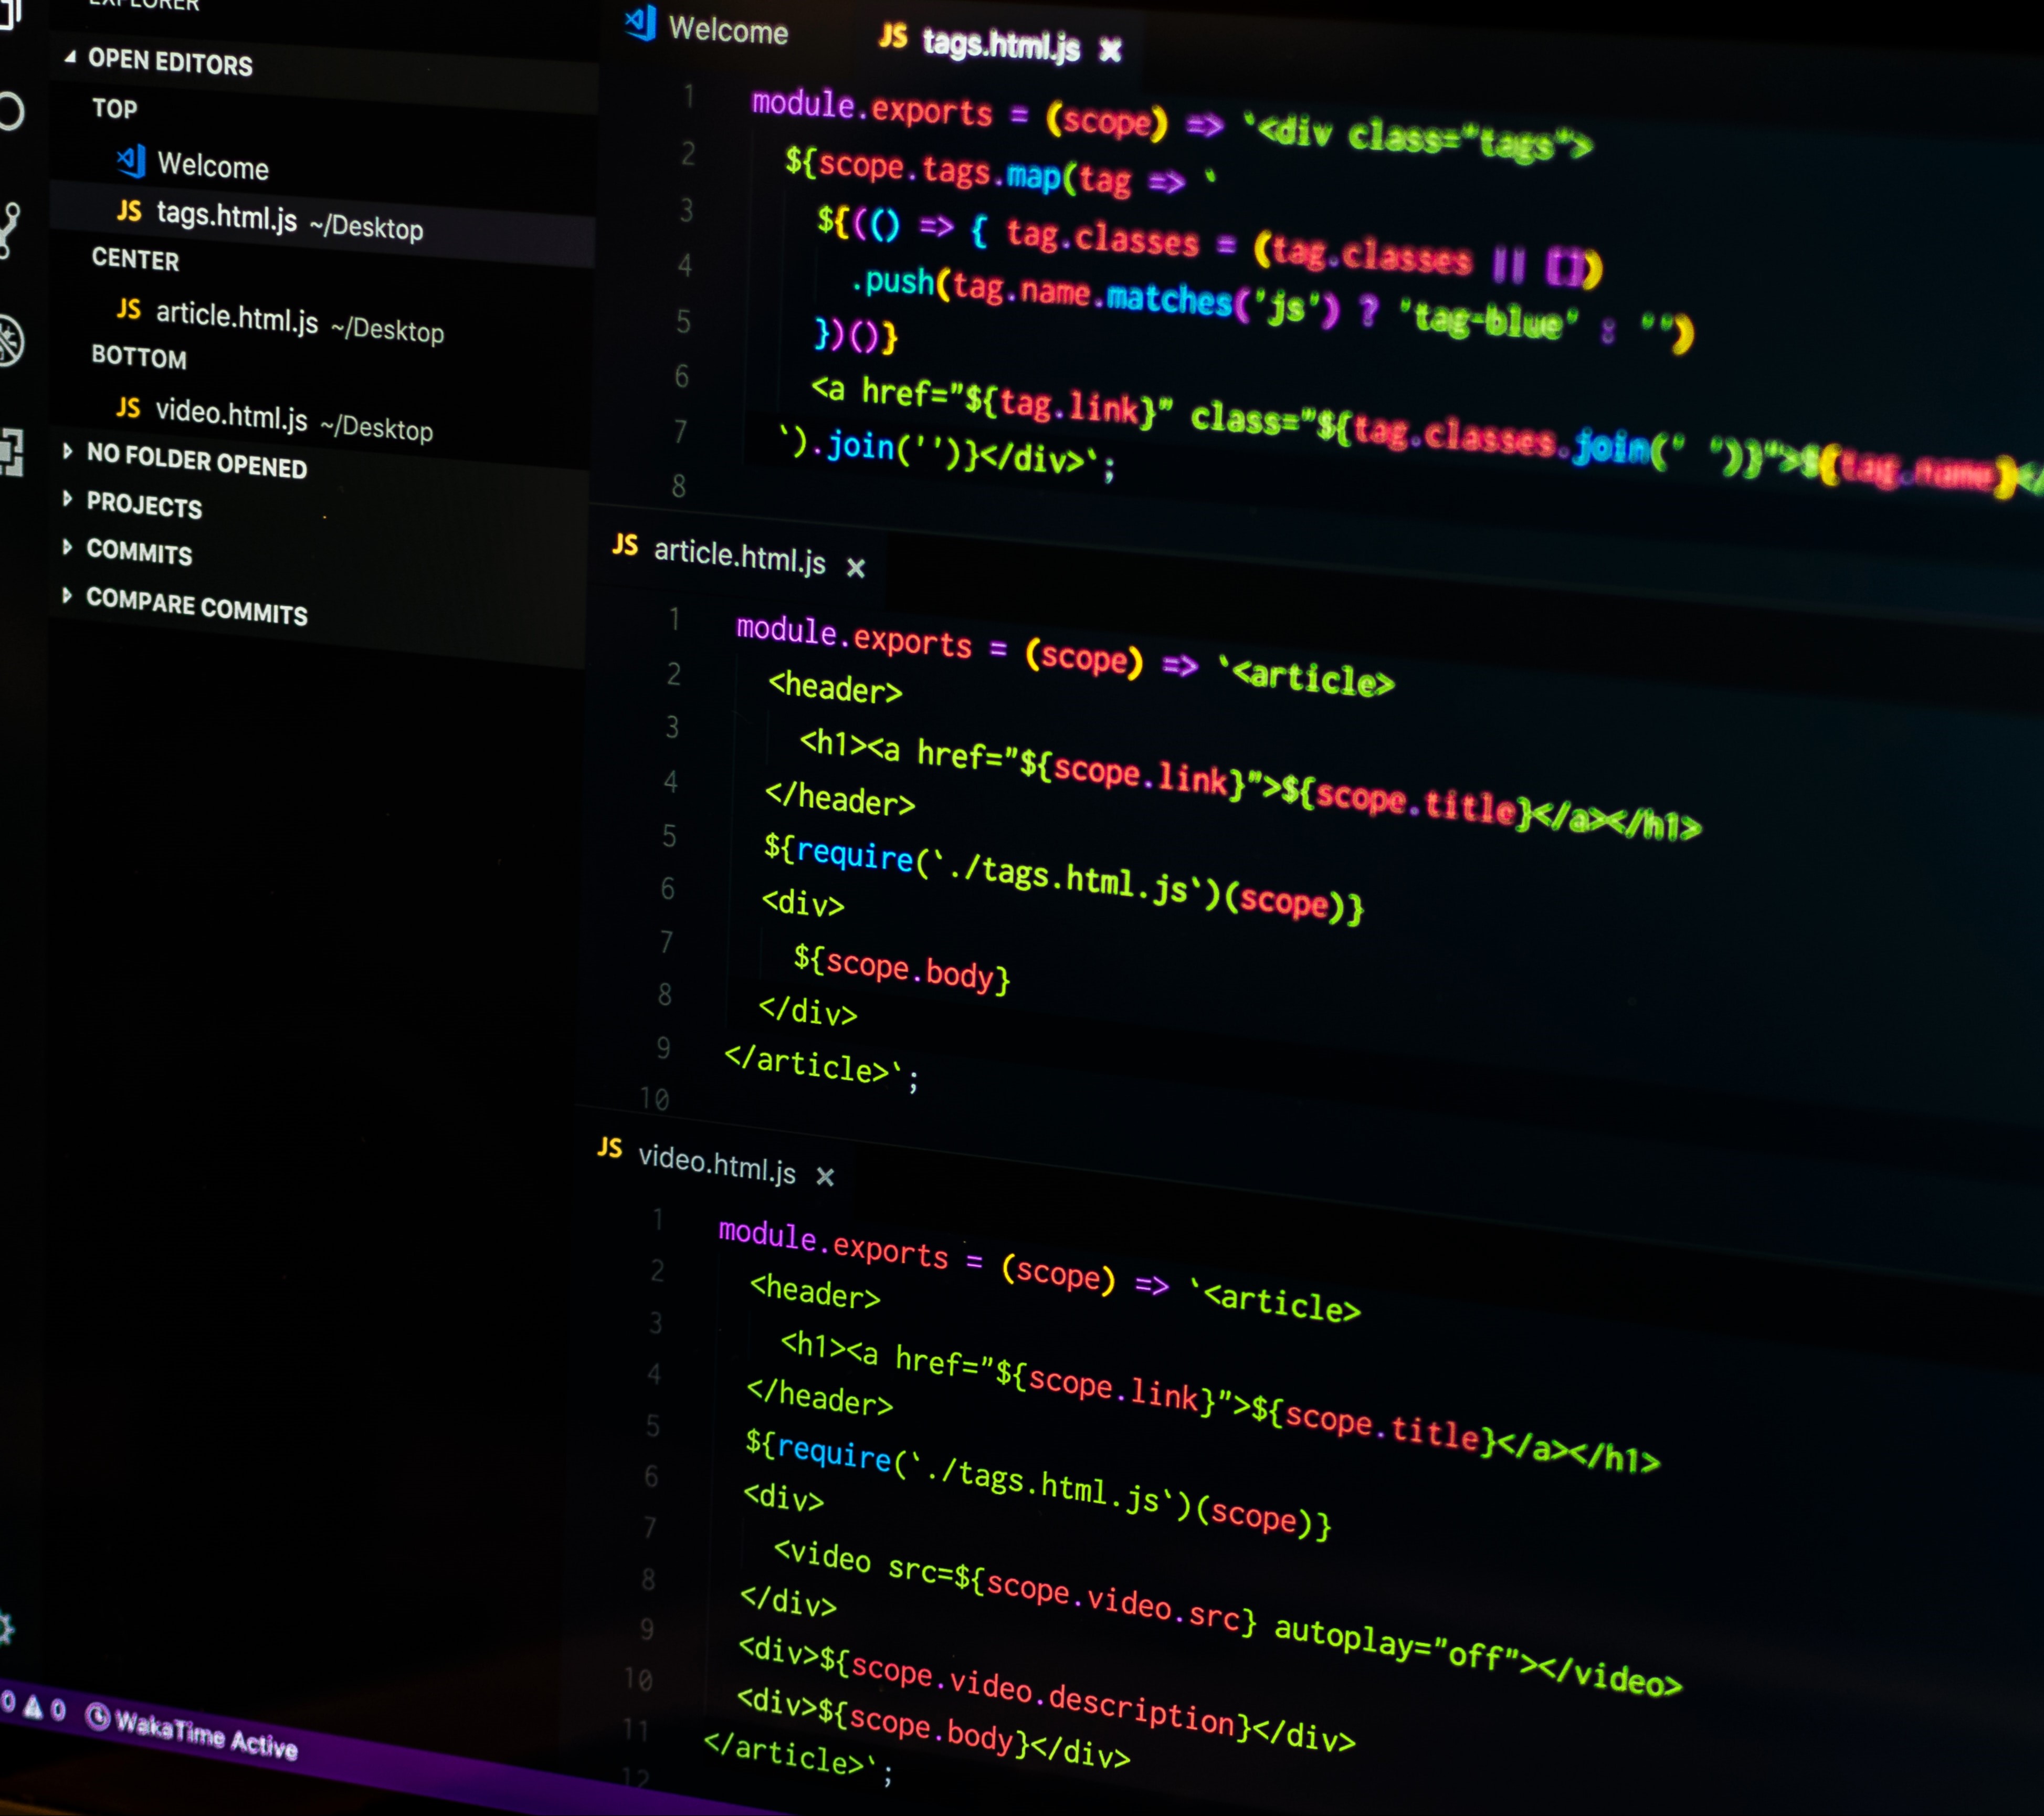 EXPLORER
OPEN EDITORS
TOP
Welcome
JS tags.html.js ~/Desktop
CENTER
JS article.html.js ~/Desktop
BOTTOM
JS video.html.js ~/Desktop
NO FOLDER OPENED
PROJECTS
COMMITS
COMPARE COMMITS
Welcome JS tags.html.js ×
1 module.exports = (scope) => `<div class="tags">
2 ${scope.tags.map(tag => `
3 ${(() => { tag.classes = (tag.classes || [])
4 .push(tag.name.matches('js') ? 'tag-blue' : '')
5 })()}
6 <a href="${tag.link}" class="${tag.classes.join(' ')}">${tag.name}</
7 `).join('')}</div>`;
8
JS article.html.js ×
1 module.exports = (scope) => `<article>
2 <header>
3 <h1><a href="${scope.link}">${scope.title}</a></h1>
4 </header>
5 ${require(`./tags.html.js`)(scope)}
6 <div>
7 ${scope.body}
8 </div>
9 </article>`;
10
JS video.html.js ×
1 module.exports = (scope) => `<article>
2 <header>
3 <h1><a href="${scope.link}">${scope.title}</a></h1>
4 </header>
5 ${require(`./tags.html.js`)(scope)}
6 <div>
7 <video src=${scope.video.src} autoplay="off"></video>
8 </div>
9 <div>${scope.video.description}</div>
10 <div>${scope.body}</div>
11 </article>`;
12
0 0 WakaTime Active